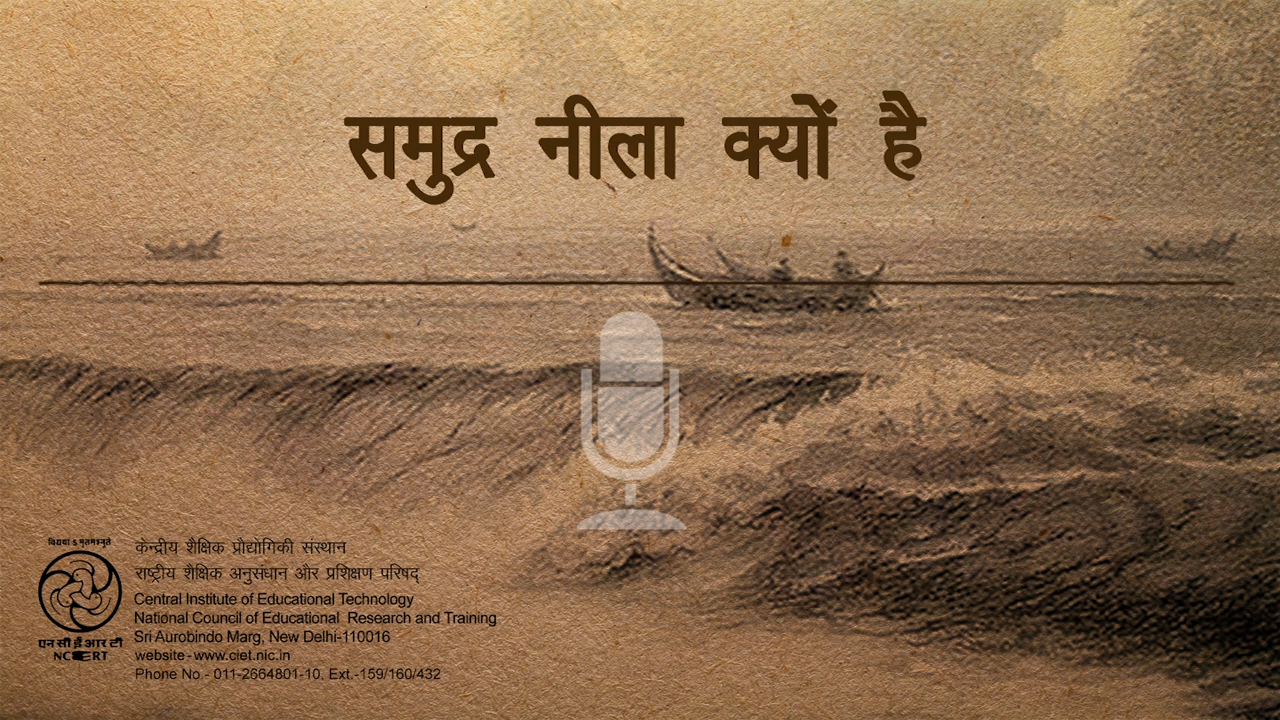 समुद्र नीला क्यों है
विद्यया ऽ मृतमश्नुते
एन सी ई आर टी
NCERT
केन्द्रीय शैक्षिक प्रौद्योगिकी संस्थान
राष्ट्रीय शैक्षिक अनुसंधान और प्रशिक्षण परिषद्
Central Institute of Educational Technology
National Council of Educational Research and Training
Sri Aurobindo Marg, New Delhi-110016
website - www.ciet.nic.in
Phone No.- 011-2664801-10, Ext.-159/160/432